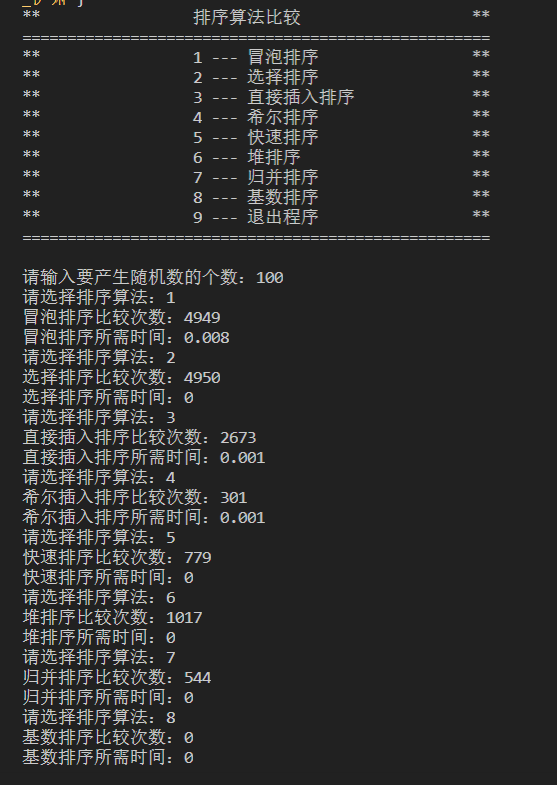 ** 排序算法比较 **
====================================================
** 1 --- 冒泡排序 **
** 2 --- 选择排序 **
** 3 --- 直接插入排序 **
** 4 --- 希尔排序 **
** 5 --- 快速排序 **
** 6 --- 堆排序 **
** 7 --- 归并排序 **
** 8 --- 基数排序 **
** 9 --- 退出程序 **
====================================================
请输入要产生随机数的个数：100
请选择排序算法：1
冒泡排序比较次数：4949
冒泡排序所需时间：0.008
请选择排序算法：2
选择排序比较次数：4950
选择排序所需时间：0
请选择排序算法：3
直接插入排序比较次数：2673
直接插入排序所需时间：0.001
请选择排序算法：4
希尔插入排序比较次数：301
希尔插入排序所需时间：0.001
请选择排序算法：5
快速排序比较次数：779
快速排序所需时间：0
请选择排序算法：6
堆排序比较次数：1017
堆排序所需时间：0
请选择排序算法：7
归并排序比较次数：544
归并排序所需时间：0
请选择排序算法：8
基数排序比较次数：0
基数排序所需时间：0